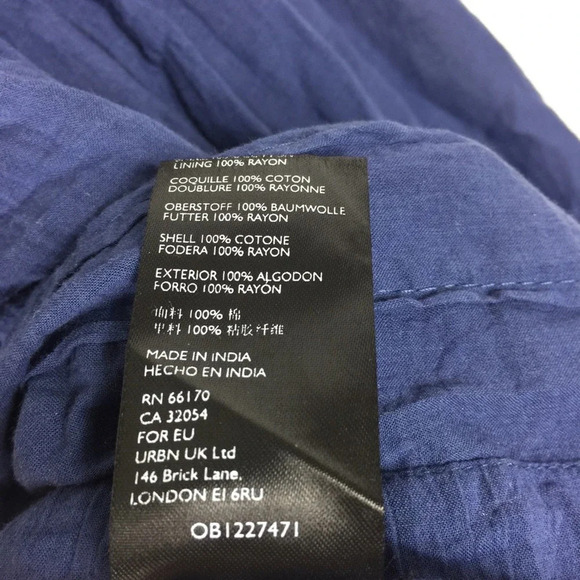 LINING 100% RAYON
COQUILLE 100% COTON
DOUBLURE 100% RAYONNE
OBERSTOFF 100% BAUMWOLLE
FUTTER 100% RAYON
SHELL 100% COTONE
FODERA 100% RAYON
EXTERIOR 100% ALGODON
FORRO 100% RAYÓN
面料 100% 棉
里料 100% 粘胶纤维
MADE IN INDIA
HECHO EN INDIA
RN 66170
CA 32054
FOR EU
URBN UK Ltd
146 Brick Lane,
LONDON E1 6RU
OB1227471